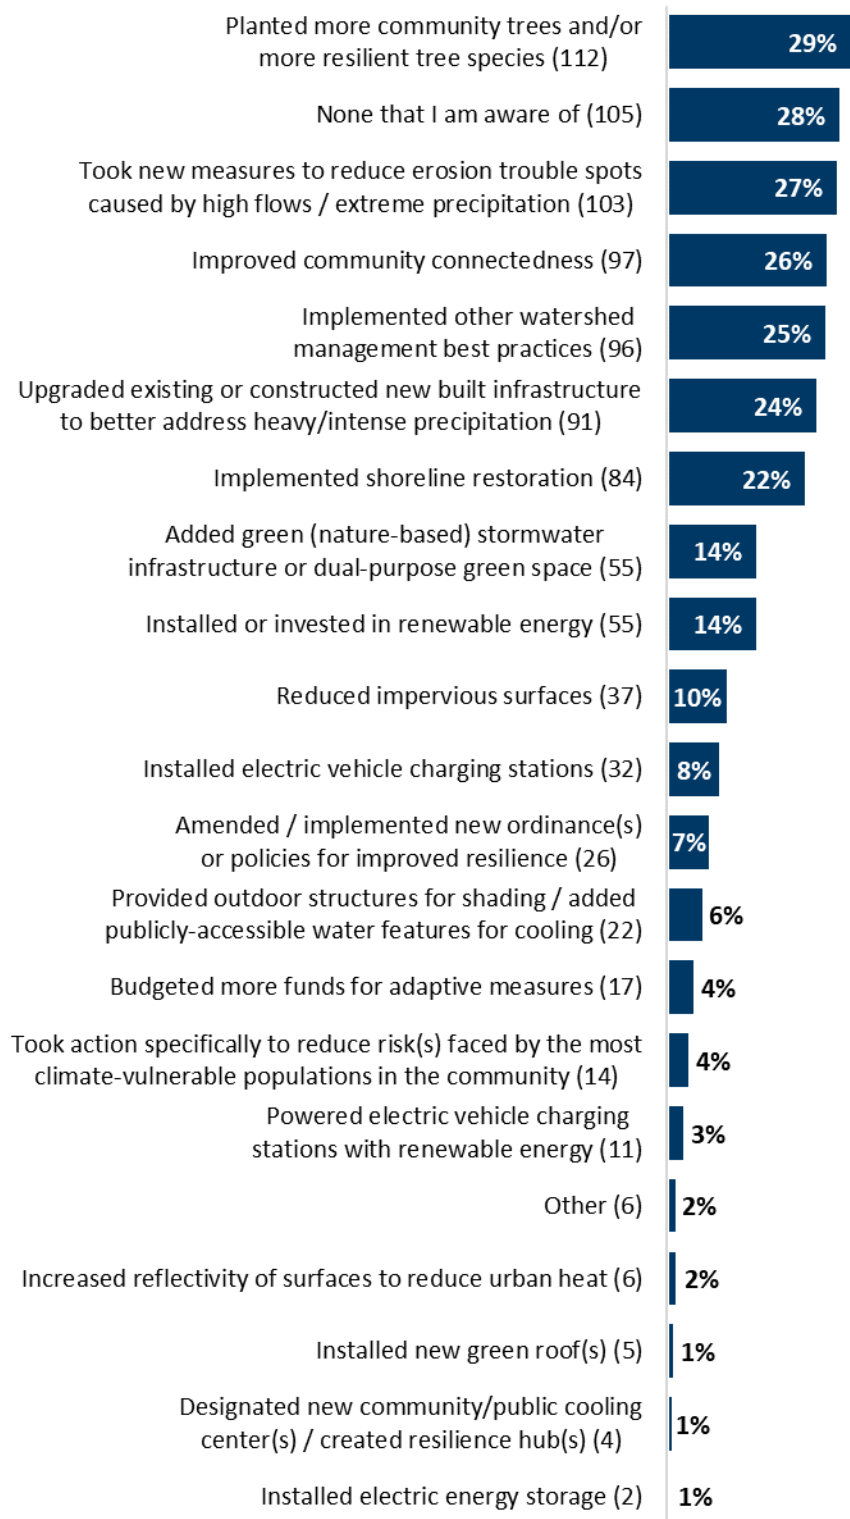 Planted more community trees and/or
more resilient tree species (112)
29%
None that I am aware of (105)
28%
Took new measures to reduce erosion trouble spots
caused by high flows / extreme precipitation (103)
27%
Improved community connectedness (97)
26%
Implemented other watershed
management best practices (96)
25%
Upgraded existing or constructed new built infrastructure
to better address heavy/intense precipitation (91)
24%
Implemented shoreline restoration (84)
22%
Added green (nature-based) stormwater
infrastructure or dual-purpose green space (55)
14%
Installed or invested in renewable energy (55)
14%
Reduced impervious surfaces (37)
10%
Installed electric vehicle charging stations (32)
8%
Amended / implemented new ordinance(s)
or policies for improved resilience (26)
7%
Provided outdoor structures for shading / added
publicly-accessible water features for cooling (22)
6%
Budgeted more funds for adaptive measures (17)
4%
Took action specifically to reduce risk(s) faced by the most
climate-vulnerable populations in the community (14)
4%
Powered electric vehicle charging
stations with renewable energy (11)
3%
Other (6)
2%
Increased reflectivity of surfaces to reduce urban heat (6)
2%
Installed new green roof(s) (5)
1%
Designated new community/public cooling
center(s) / created resilience hub(s) (4)
1%
Installed electric energy storage (2)
1%